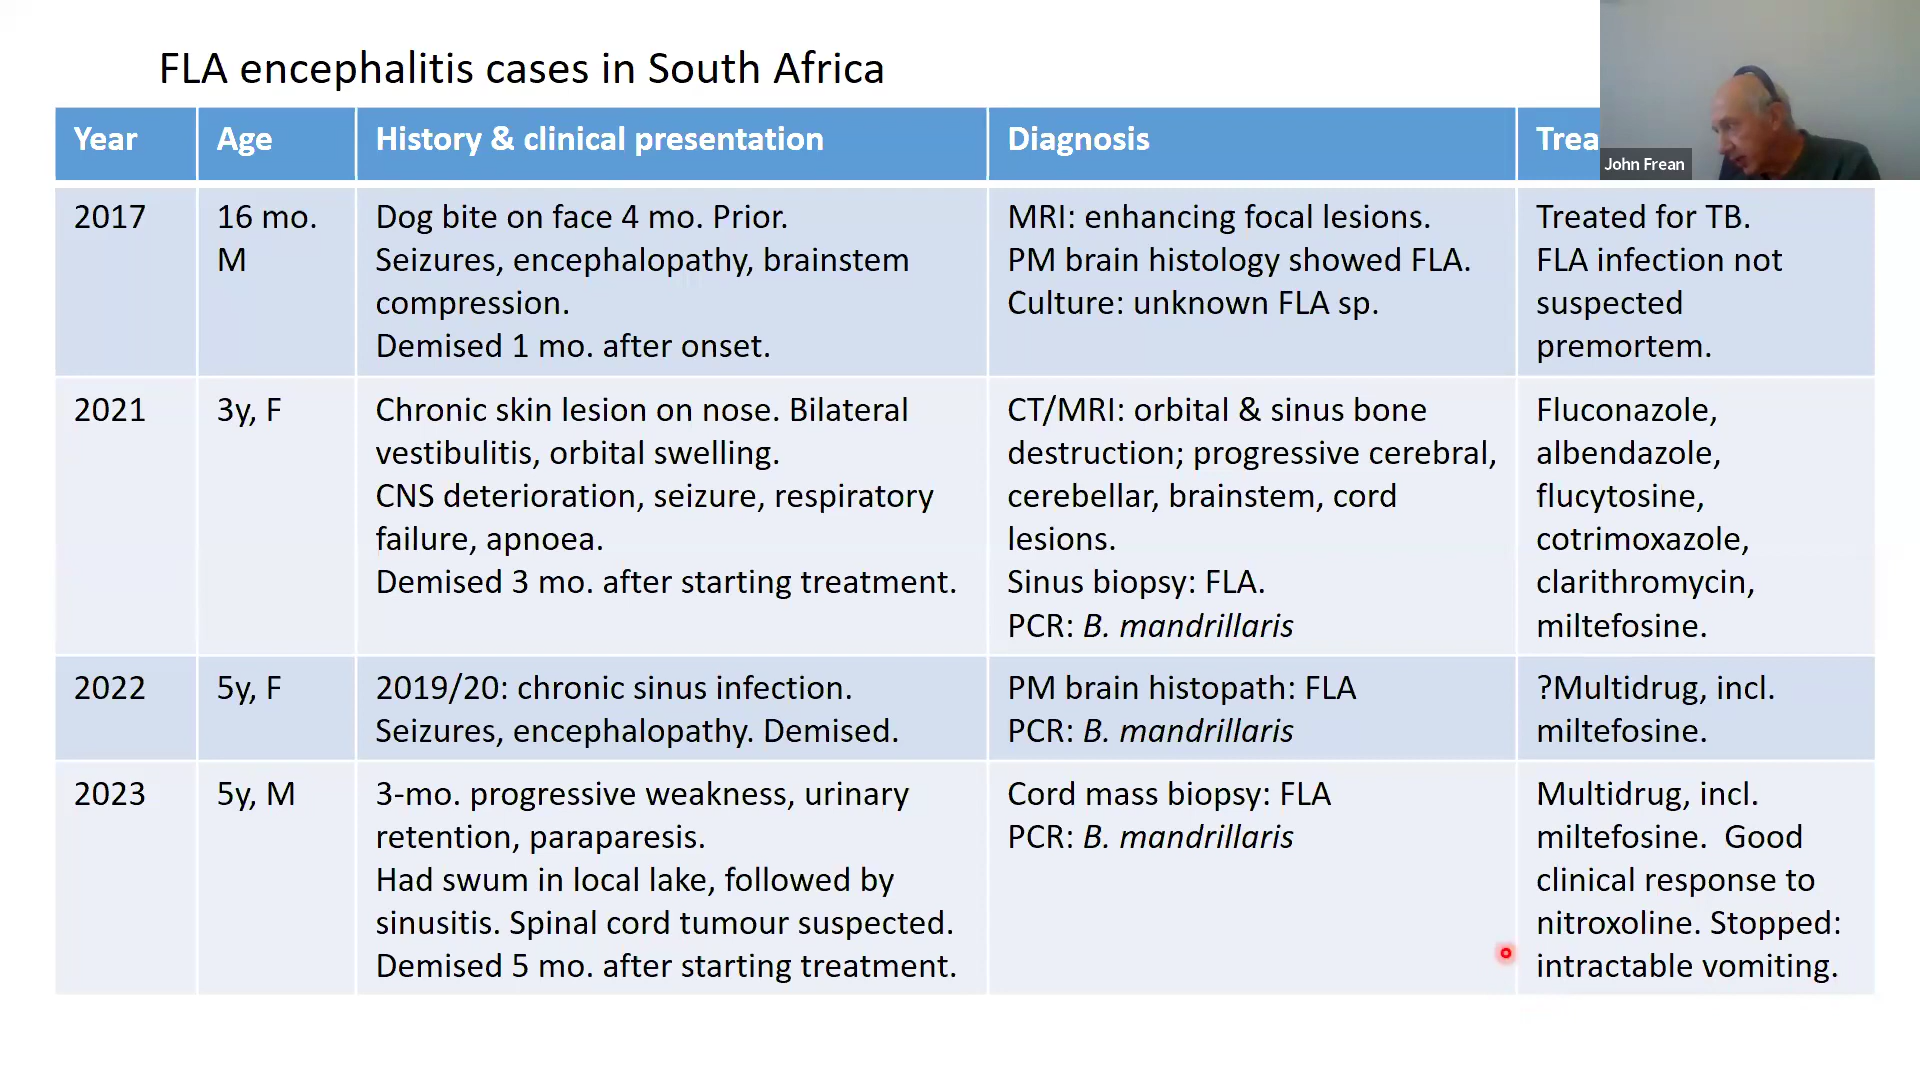 FLA encephalitis cases in South Africa
John Frean
Year Age History & clinical presentation Diagnosis Trea
2017
16 mo.
M
Dog bite on face 4 mo. Prior.
Seizures, encephalopathy, brainstem
compression.
Demised 1 mo. after onset.
MRI: enhancing focal lesions.
PM brain histology showed FLA.
Culture: unknown FLA sp.
Treated for TB.
FLA infection not
suspected
premortem.
2021
3y, F
Chronic skin lesion on nose. Bilateral
vestibulitis, orbital swelling.
CNS deterioration, seizure, respiratory
failure, apnoea.
Demised 3 mo. after starting treatment.
CT/MRI: orbital & sinus bone
destruction; progressive cerebral,
cerebellar, brainstem, cord
lesions.
Sinus biopsy: FLA.
PCR: B. mandrillaris
Fluconazole,
albendazole,
flucytosine,
cotrimoxazole,
clarithromycin,
miltefosine.
2022
5y, F
2019/20: chronic sinus infection.
Seizures, encephalopathy. Demised.
PM brain histopath: FLA
PCR: B. mandrillaris
?Multidrug, incl.
miltefosine.
2023
5y, M
3-mo. progressive weakness, urinary
retention, paraparesis.
Had swum in local lake, followed by
sinusitis. Spinal cord tumour suspected.
Demised 5 mo. after starting treatment.
Cord mass biopsy: FLA
PCR: B. mandrillaris
Multidrug, incl.
miltefosine. Good
clinical response to
nitroxoline. Stopped:
intractable vomiting.